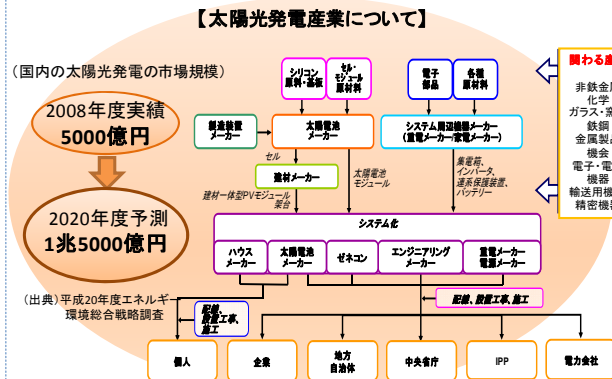 【太陽光発電産業について】
（国内の太陽光発電の市場規模）
2008年度実績
5000億円
2020年度予測
1兆5000億円
（出典）平成20年度エネルギー
環境総合戦略調査
シリコン
原料・基板
セル・
モジュール
原材料
電子
部品
各種
原材料
製造装置
メーカー
太陽電池
メーカー
システム周辺機器メーカー
（重電メーカー/家電メーカー）
セル
建材メーカー
建材一体型PVモジュール
架台
太陽電池
モジュール
集電箱、
インバータ、
連系保護装置、
バッテリー
システム化
ハウス
メーカー
太陽電池
メーカー
ゼネコン
エンジニアリング
メーカー
重電メーカー
電源メーカー
配線、
設置工事、
施工
配線、設置工事、施工
個人
企業
地方
自治体
中央省庁
IPP
電力会社
関わる産
非鉄金属
化学
ガラス・窯
鉄鋼
金属製品
機会
電子・電
機器
輸送用機
精密機器